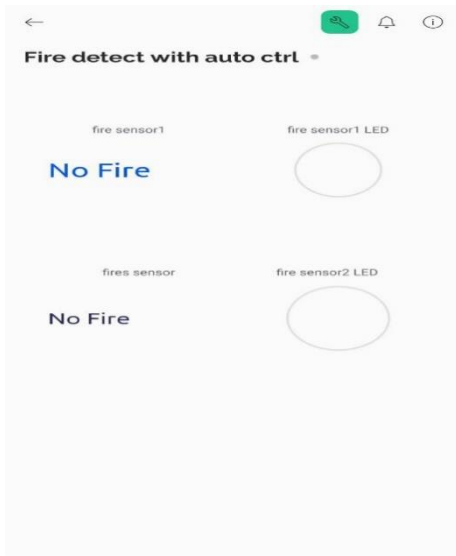 Fire detect with auto ctrl
fire sensor1 fire sensor1 LED
No Fire
fires sensor fire sensor2 LED
No Fire